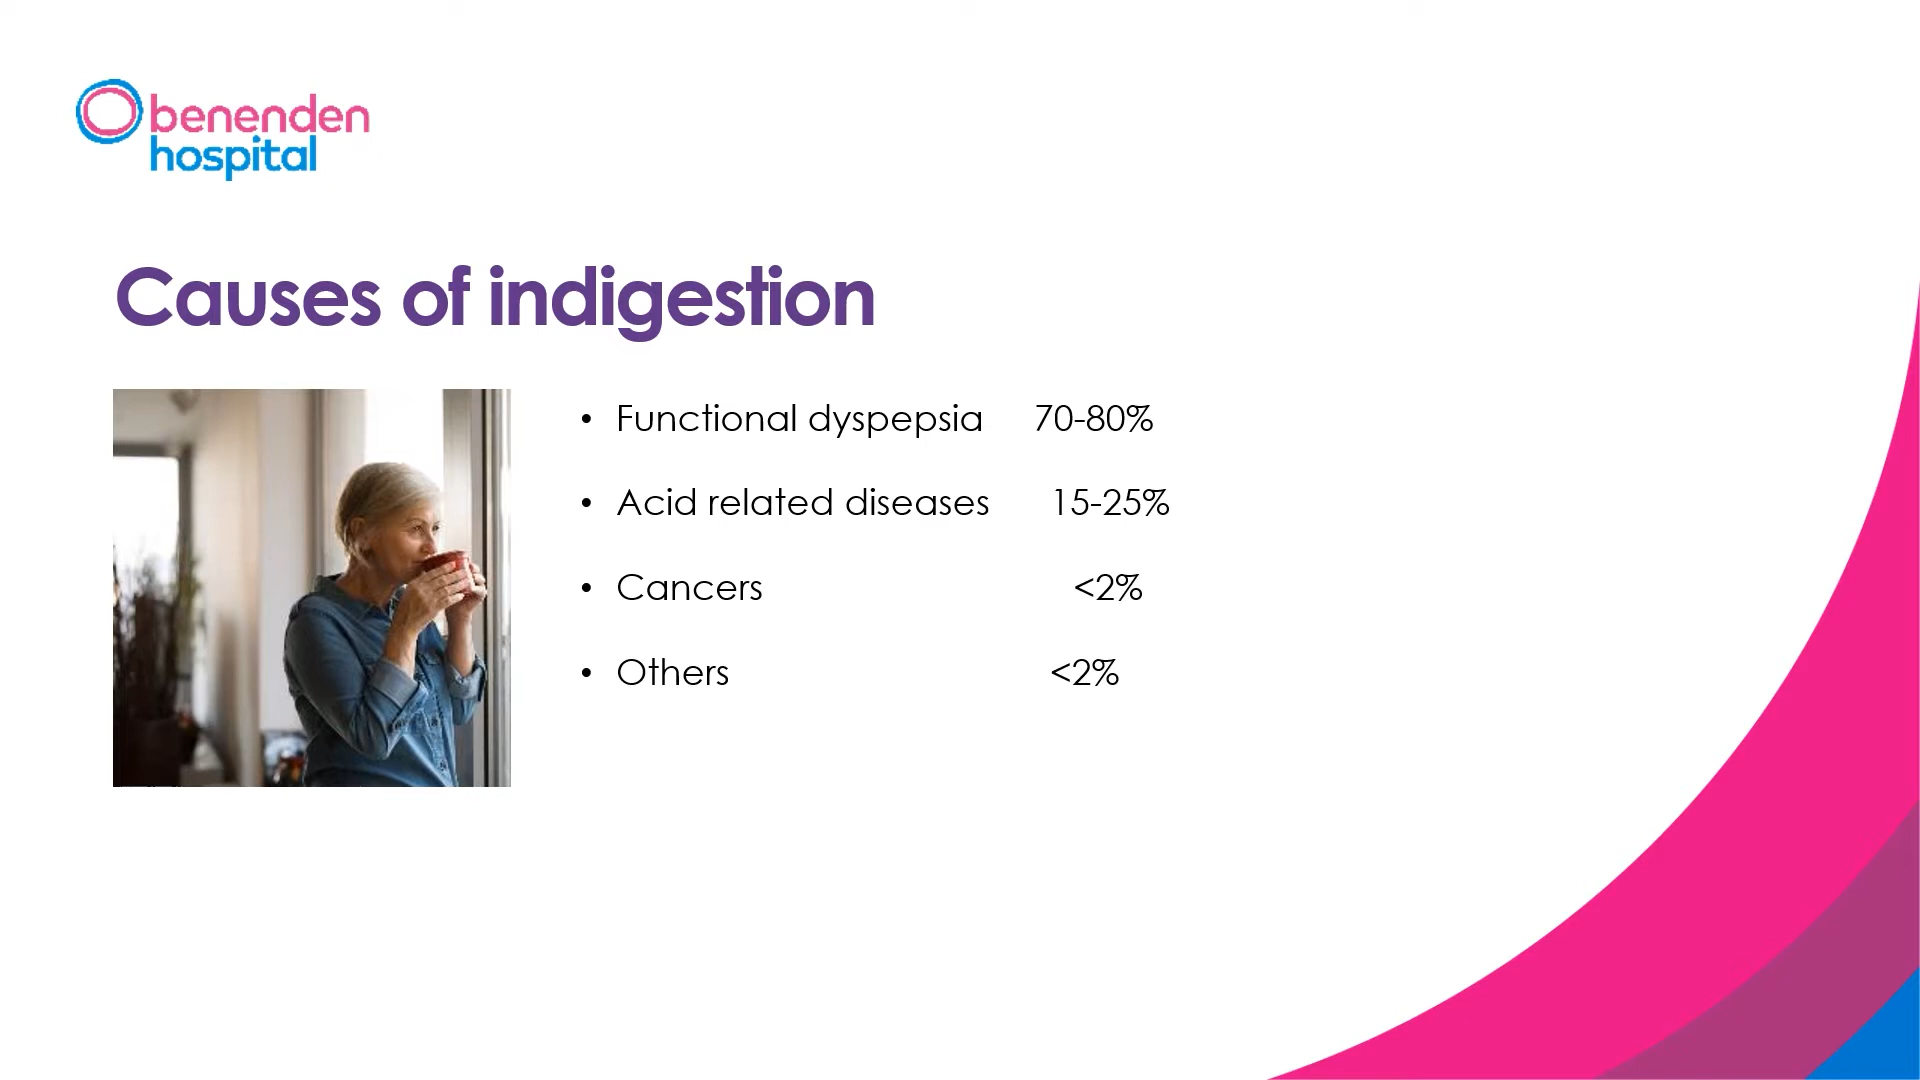 benenden
hospital
Causes of indigestion
• Functional dyspepsia 70-80%
• Acid related diseases 15-25%
• Cancers <2%
• Others <2%